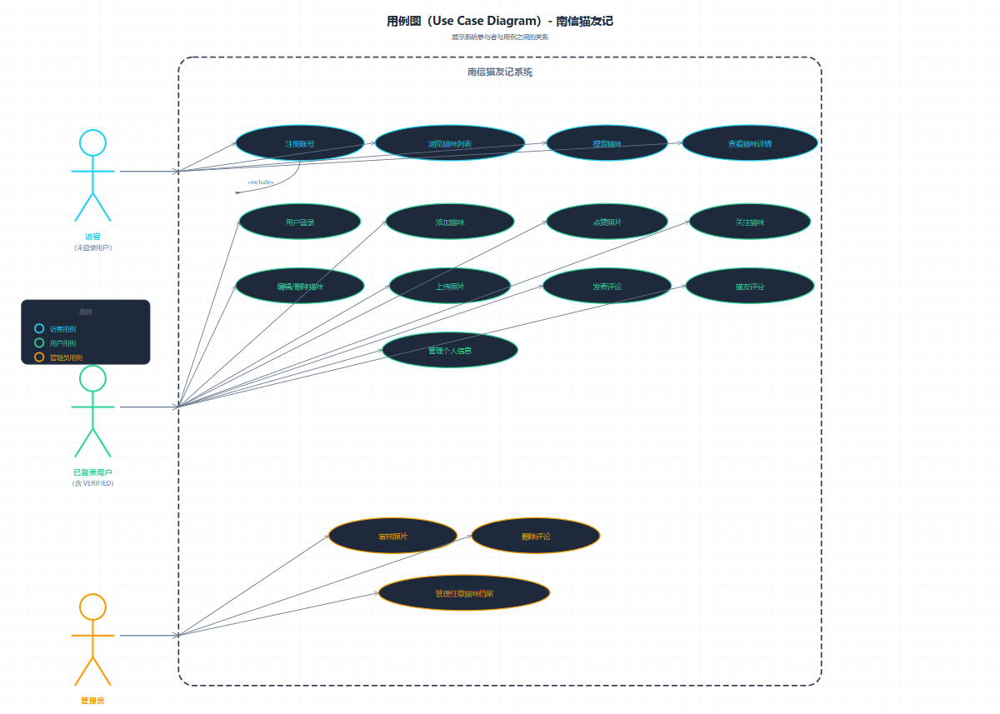 用例图（Use Case Diagram）- 南信猫友记
展示系统参与者与用例之间的关系
南信猫友记系统
注册账号
浏览猫咪列表
搜索猫咪
查看猫咪详情
«include»
用户登录
添加猫咪
点赞照片
关注猫咪
访客
（未登录用户）
编辑/删除猫咪
上传照片
发表评论
猫友评分
图例
访客用例
用户用例
管理员用例
管理个人信息
已登录用户
（含 VERIFIED）
审核照片
删除评论
管理任意猫咪档案
管理员